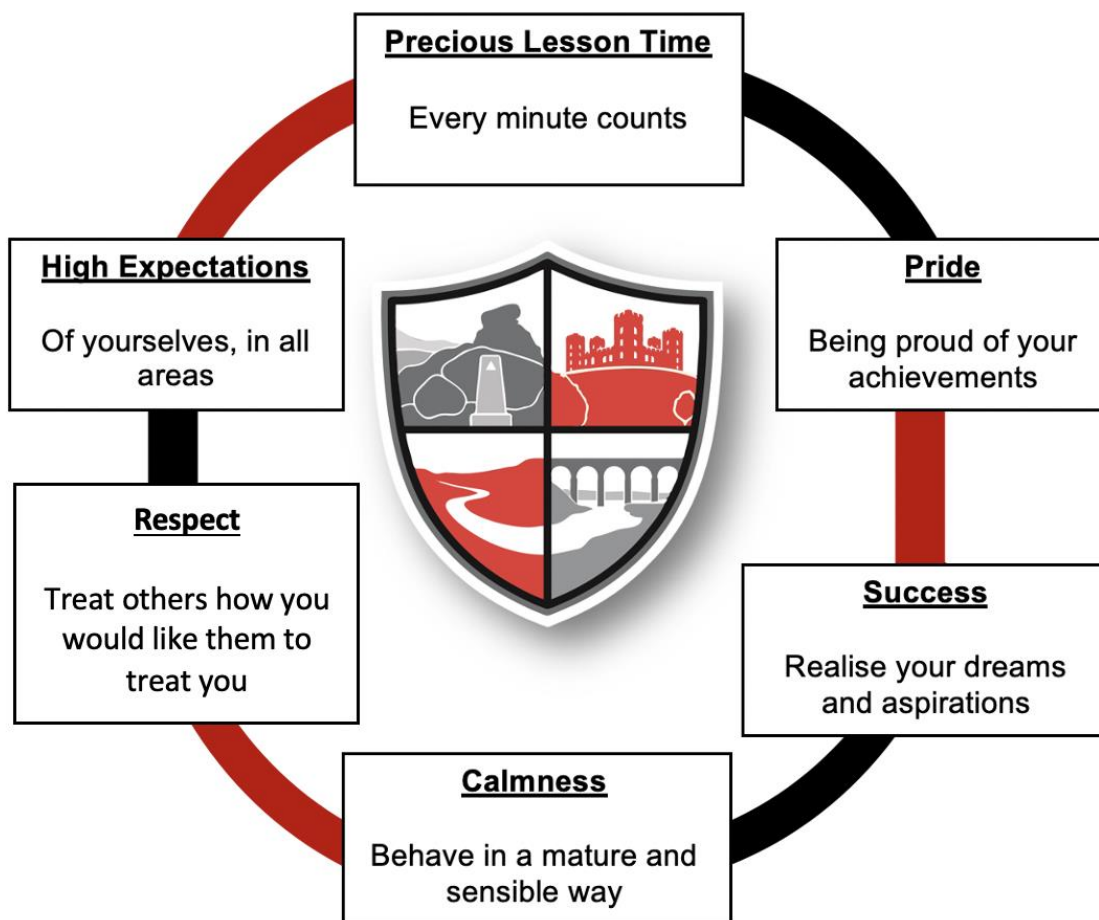 Precious Lesson Time
Every minute counts
High Expectations
Of yourselves, in all
areas
Pride
Being proud of your
achievements
Respect
Treat others how you
would like them to
treat you
Success
Realise your dreams
and aspirations
Calmness
Behave in a mature and
sensible way